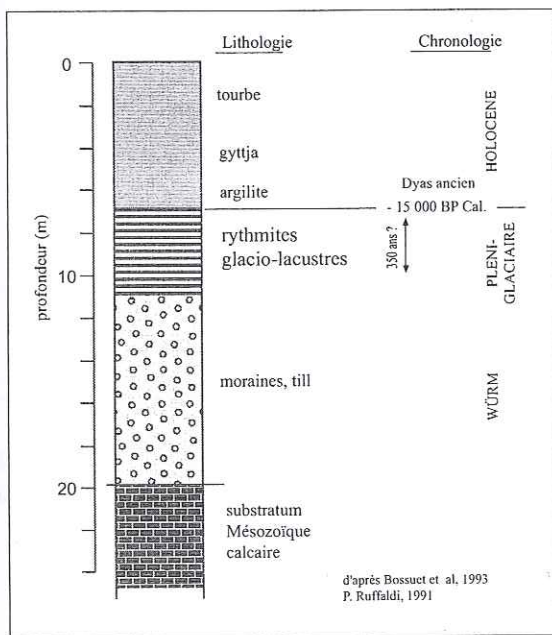 Lithologie
Chronologie
0
10
20
profondeur (m)
tourbe
gyttja
argilite
rythmites
glacio-lacustres
moraines, till
substratum
Mésozoïque
calcaire
HOLOCENE
Dyas ancien
- 15 000 BP Cal.
350 ans ?
PLENI-
GLACIAIRE
WÜRM
d'après Bossuet et al, 1993
P. Ruffaldi, 1991